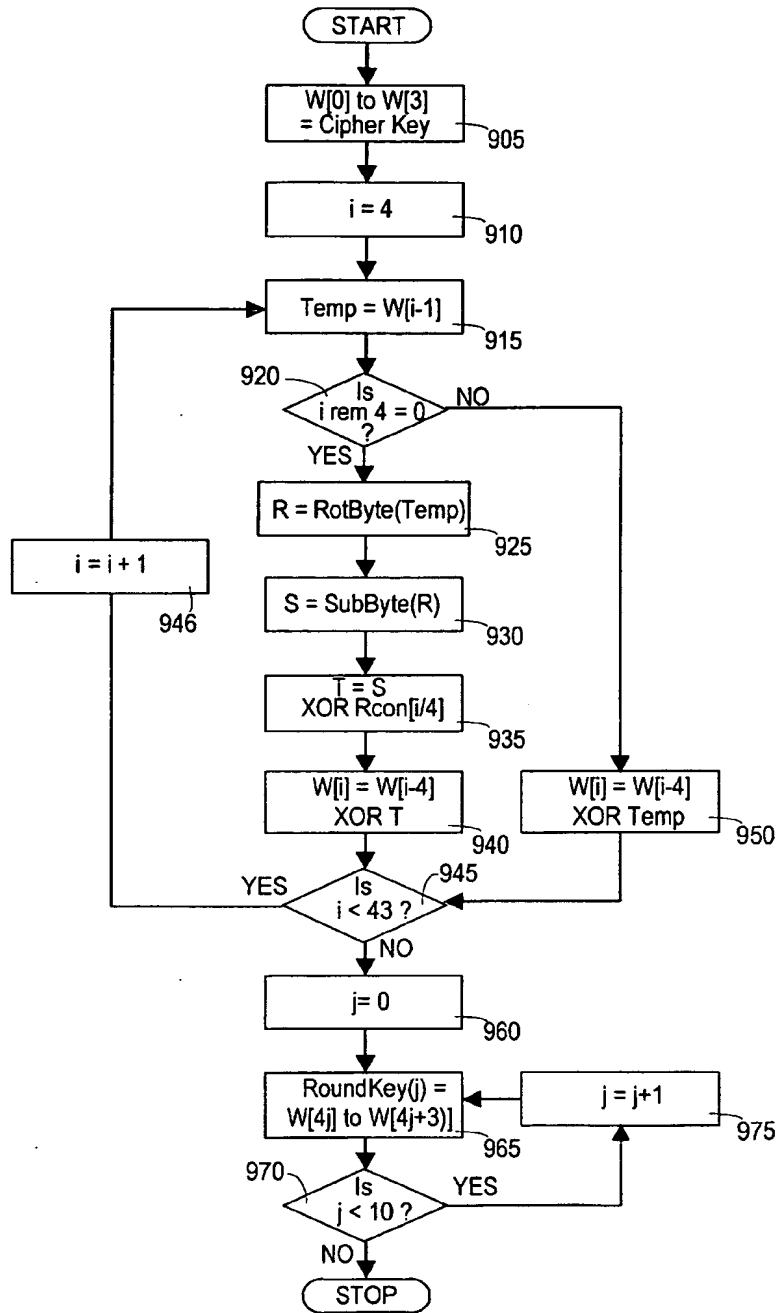 START
W[0] to W[3]
= Cipher Key
905
i = 4
910
Temp = W[i-1]
915
920
Is
i rem 4 = 0
?
NO
YES
R = RotByte(Temp)
925
i = i + 1
946
S = SubByte(R)
930
T = S
XOR Rcon[i/4]
935
W[i] = W[i-4]
XOR T
940
W[i] = W[i-4]
XOR Temp
950
945
YES
Is
i < 43 ?
NO
j= 0
960
RoundKey(j) =
W[4j] to W[4j+3)]
965
j = j+1
975
970
Is
j < 10 ?
YES
NO
STOP